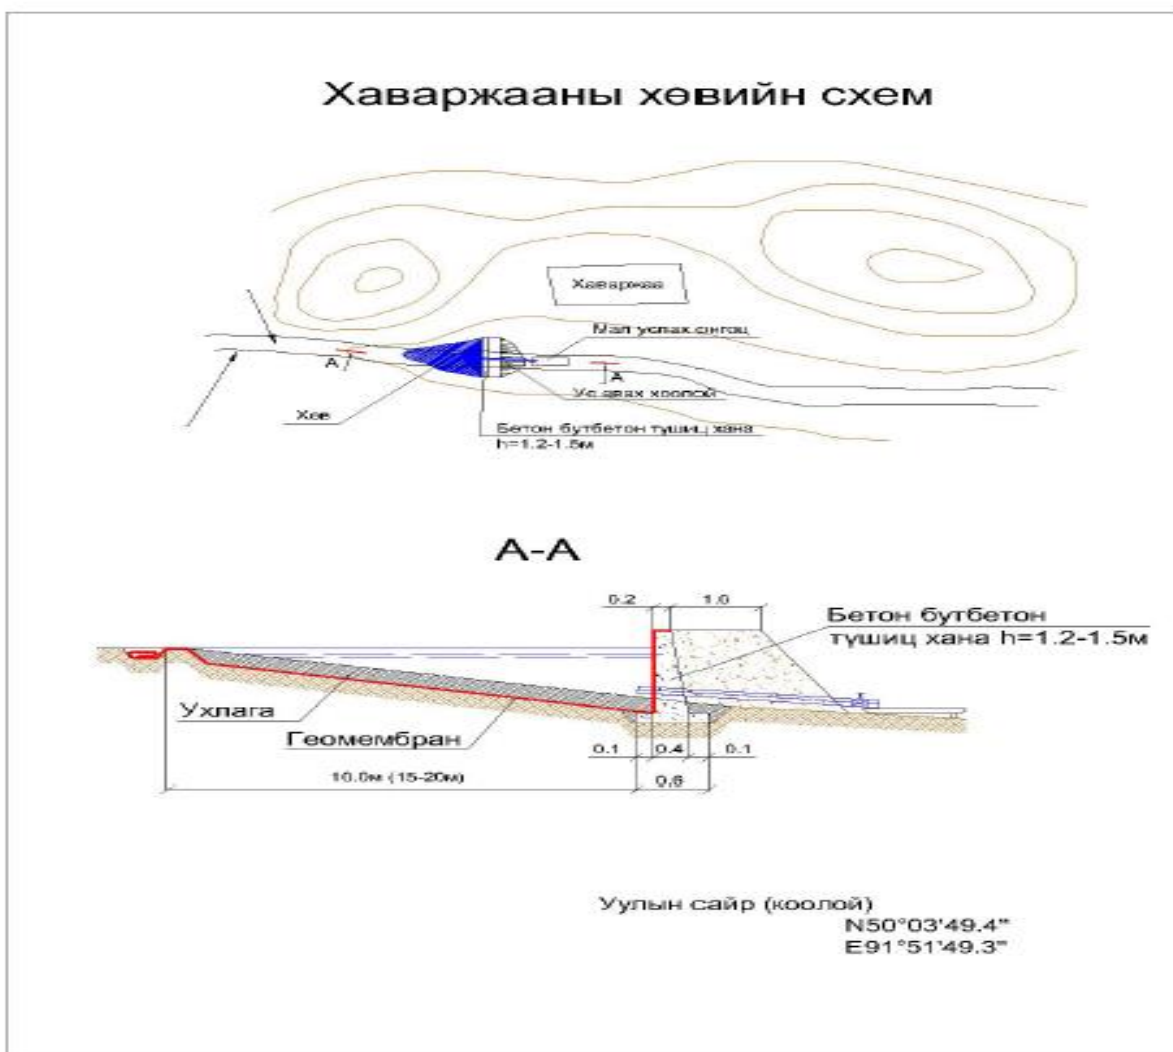 Хаваржааны хөвийн схем
Хаваржаа
Мал услах онгоц
А
А
Ус авах хоолой
Хөв
Бетон бутбетон түшиц хана
h=1.2-1.5м
А-А
0.2
1.0
Бетон бутбетон
түшиц хана h=1.2-1.5м
Ухлага
Геомембран
0.1
0.4
0.1
10.0м (15-20м)
0.6
Уулын сайр (коолой)
N50°03'49.4"
E91°51'49.3"